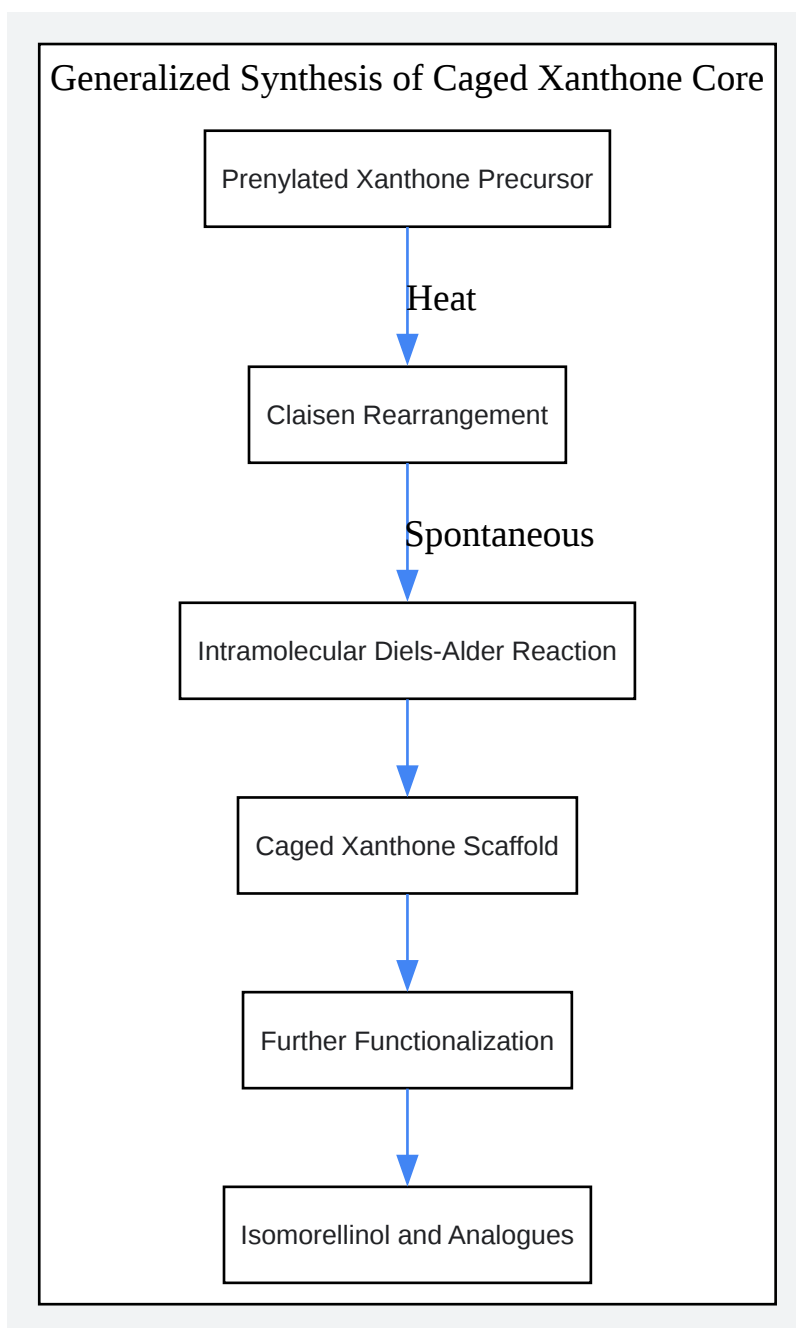 Generalized Synthesis of Caged Xanthone Core
Prenylated Xanthone Precursor
Heat
Claisen Rearrangement
Spontaneous
Intramolecular Diels-Alder Reaction
Caged Xanthone Scaffold
Further Functionalization
Isomorellinol and Analogues